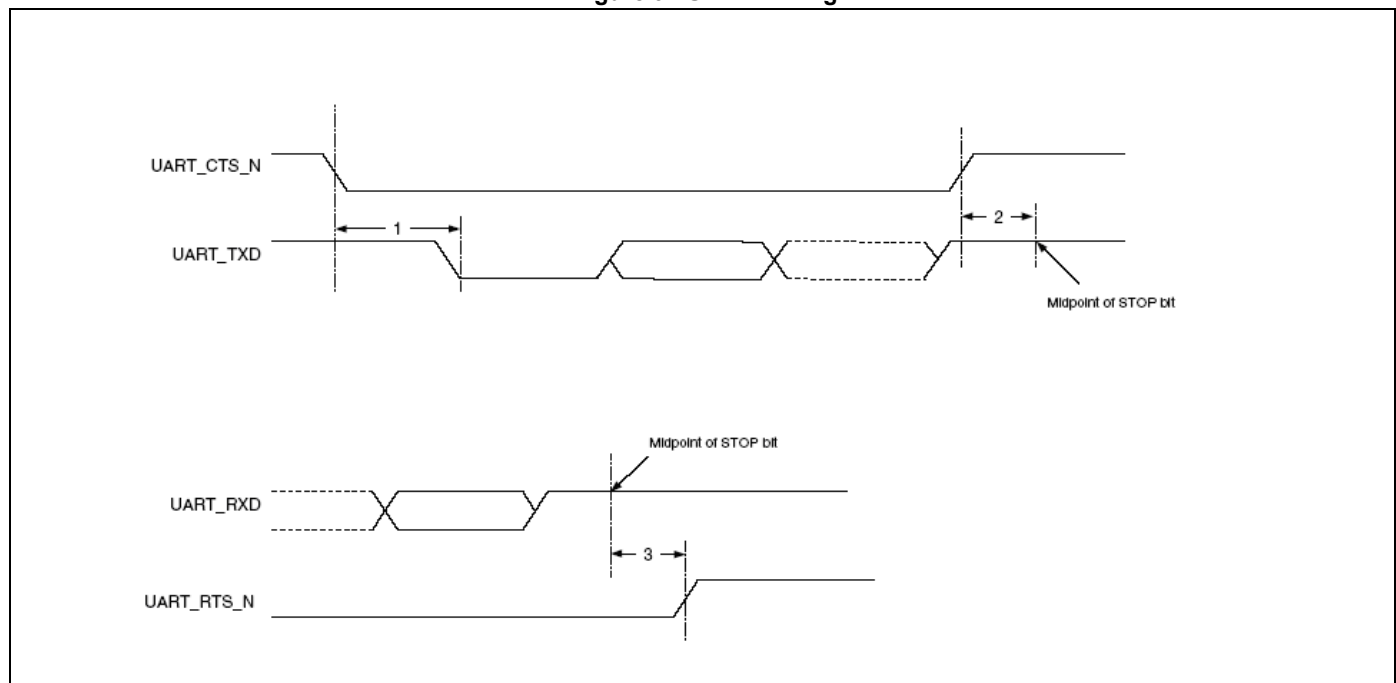 UART_CTS_N
1
2
UART_TXD
Midpoint of STOP bit
Midpoint of STOP bit
UART_RXD
3
UART_RTS_N